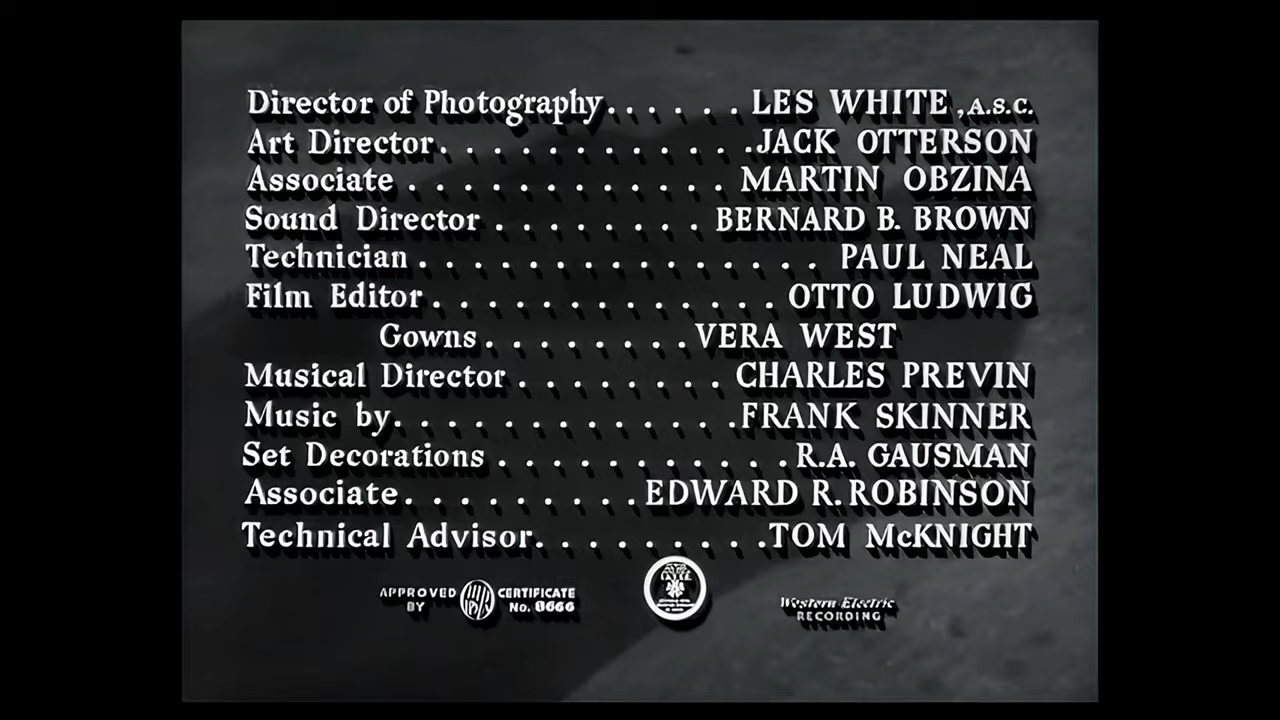 Director of Photography. . . . . . LES WHITE, A.S.C.
Art Director. . . . . . . . . . . . .JACK OTTERSON
Associate . . . . . . . . . . . . MARTIN OBZINA
Sound Director . . . . . . . . BERNARD B. BROWN
Technician . . . . . . . . . . . . . . . PAUL NEAL
Film Editor . . . . . . . . . . . . . OTTO LUDWIG
Gowns . . . . . . . . VERA WEST
Musical Director . . . . . . . . CHARLES PREVIN
Music by. . . . . . . . . . . . .FRANK SKINNER
Set Decorations . . . . . . . . . . .R.A. GAUSMAN
Associate. . . . . . . . .EDWARD R. ROBINSON
Technical Advisor. . . . . . . . .TOM McKNIGHT
APPROVED BY
CERTIFICATE No.
Western Electric
RECORDING